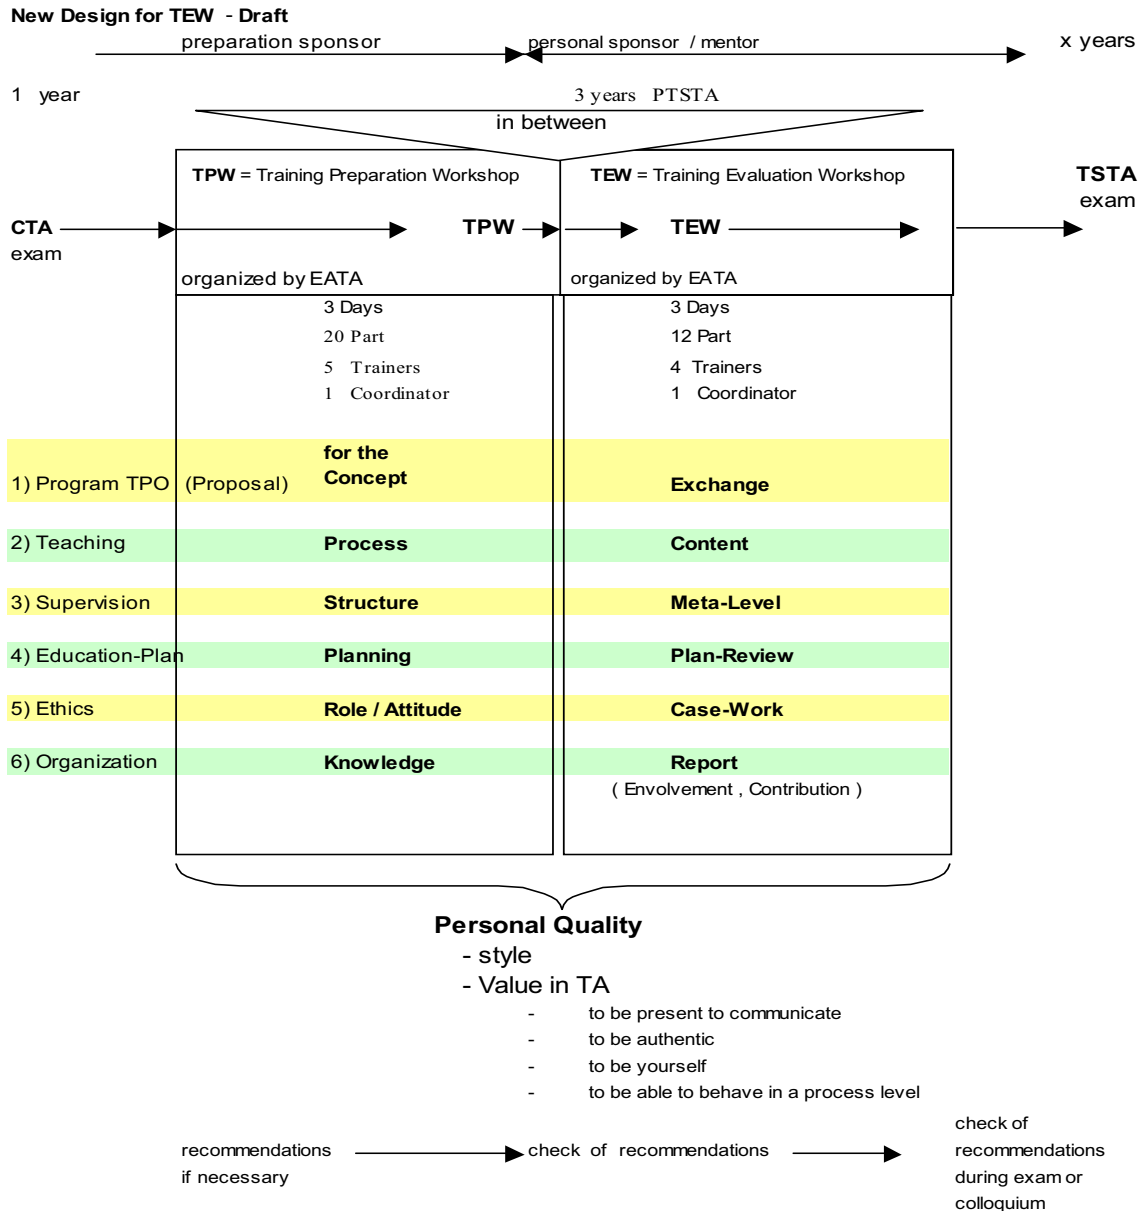 New Design for TEW - Draft
preparation sponsor
personal sponsor / mentor
x years
1 year
3 years PTSTA
in between
TPW = Training Preparation Workshop
TEW = Training Evaluation Workshop
TSTA
exam
CTA
exam
TPW
TEW
organized by EATA
organized by EATA
3 Days
3 Days
20 Part
12 Part
5 Trainers
4 Trainers
1 Coordinator
1 Coordinator
for the
1) Program TPO (Proposal)
Concept
Exchange
2) Teaching
Process
Content
3) Supervision
Structure
Meta-Level
4) Education-Plan
Planning
Plan-Review
5) Ethics
Role / Attitude
Case-Work
6) Organization
Knowledge
Report
( Envolvement , Contribution )
Personal Quality
- style
- Value in TA
- to be present to communicate
- to be authentic
- to be yourself
- to be able to behave in a process level
recommendations
if necessary
check of recommendations
check of
recommendations
during exam or
colloquium